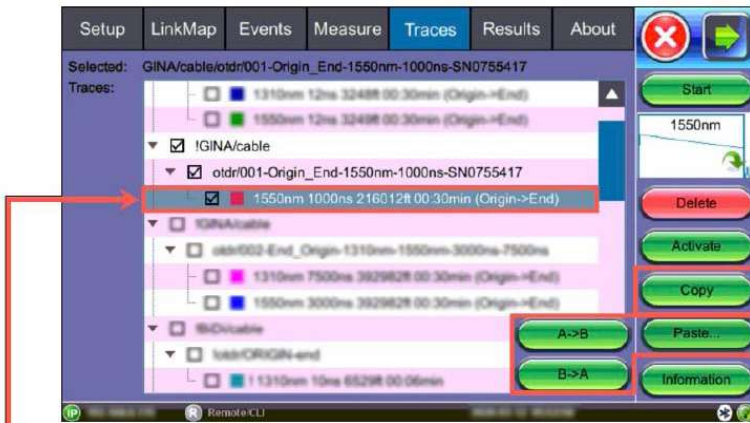 Setup LinkMap Events Measure Traces Results About
Selected: GINA/cable/otdr/001-Origin_End-1550nm-1000ns-SN0755417
Traces:
1310nm 12ns 3248ft 00:30min (Origin->End)
1550nm 12ns 3249ft 00:30min (Origin->End)
!GINA/cable
otdr/001-Origin_End-1550nm-1000ns-SN0755417
1550nm 1000ns 216012ft 00:30min (Origin->End)
!GINA/cable
otdr/002-End_Origin-1310nm-1550nm-3000ns-7500ns
1310nm 7500ns 392982ft 00:30min (Origin->End)
1550nm 3000ns 392982ft 00:30min (Origin->End)
!otdr/ORIGIN-end
! 1310nm 10ns 6529ft 00:06min
A->B
B->A
Start
1550nm
Delete
Activate
Copy
Paste...
Information
IP
R Remote/CLI